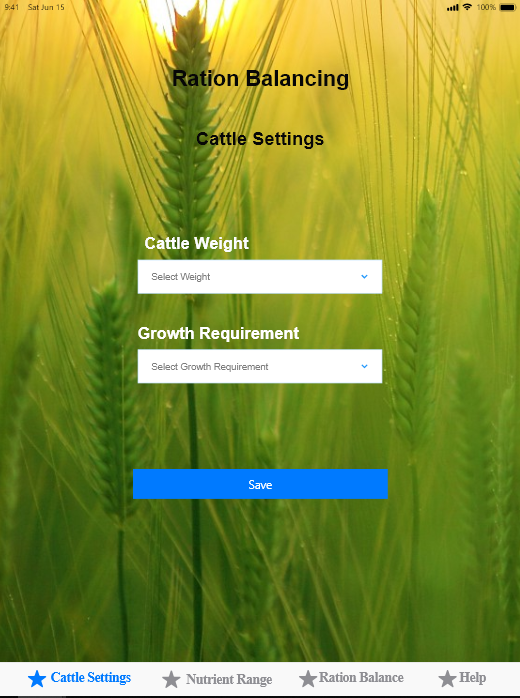 9:41 Sat Jun 15 100%
Ration Balancing
Cattle Settings
Cattle Weight
Select Weight
Growth Requirement
Select Growth Requirement
Save
Cattle Settings Nutrient Range Ration Balance Help